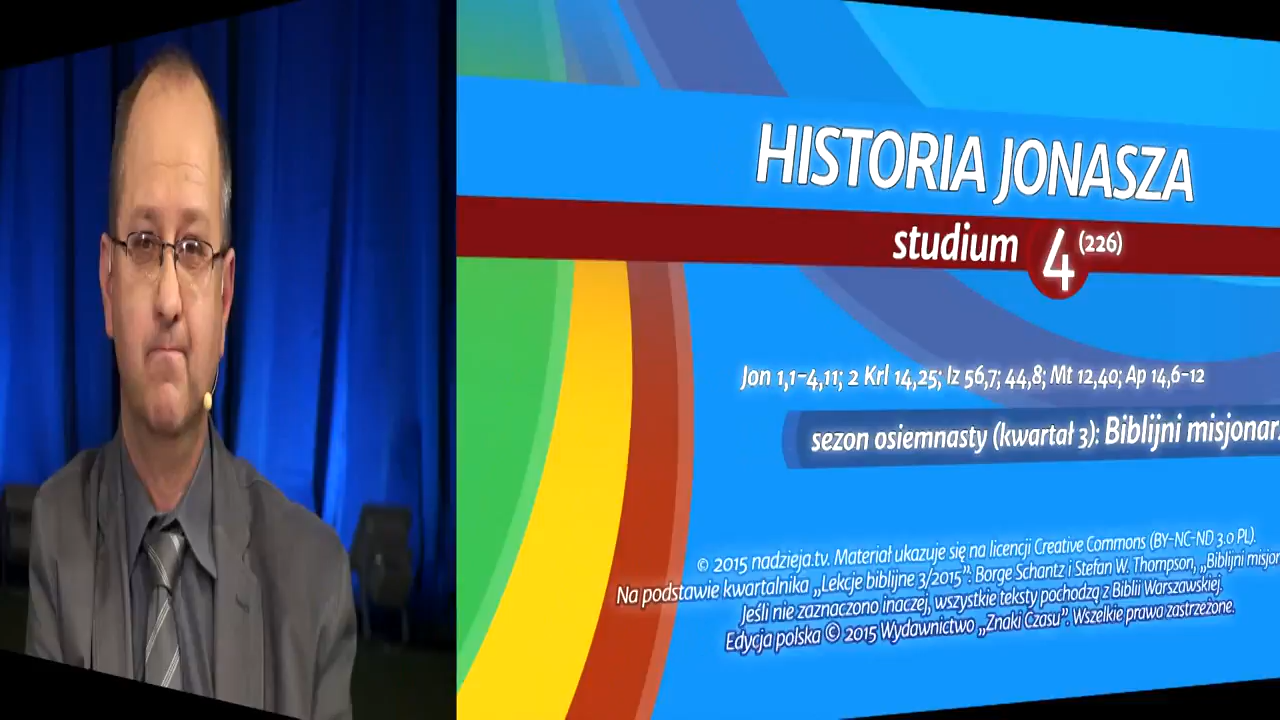 HISTORIA JONASZA
studium 4 (226)
Jon 1,1–4,11; 2 Krl 14,25; Iz 56,7; 44,8; Mt 12,40; Ap 14,6–12
sezon osiemnasty (kwartał 3): Biblijni misjonar
© 2015 nadzieja.tv. Materiał ukazuje się na licencji Creative Commons (BY-NC-ND 3.0 PL).
Na podstawie kwartalnika „Lekcje biblijne 3/2015”: Borge Schantz i Stefan W. Thompson, „Biblijni misjon
Jeśli nie zaznaczono inaczej, wszystkie teksty pochodzą z Biblii Warszawskiej.
Edycja polska © 2015 Wydawnictwo „Znaki Czasu”. Wszelkie prawa zastrzeżone.